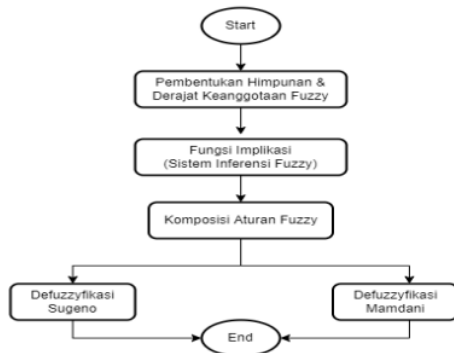 Start
Pembentukan Himpunan &
Derajat Keanggotaan Fuzzy
Fungsi Implikasi
(Sistem Inferensi Fuzzy)
Komposisi Aturan Fuzzy
Defuzzyfikasi
Sugeno
Defuzzyfikasi
Mamdani
End